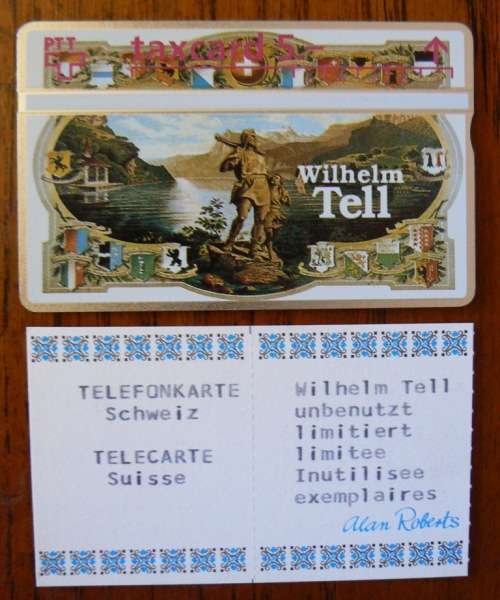 PTT
taxcard 5.-
Wilhelm
Tell
TELEFONKARTE
Schweiz
TELECARTE
Suisse
Wilhelm Tell
unbenutzt
limitiert
limitee
Inutilisee
exemplaires
Alan Roberts